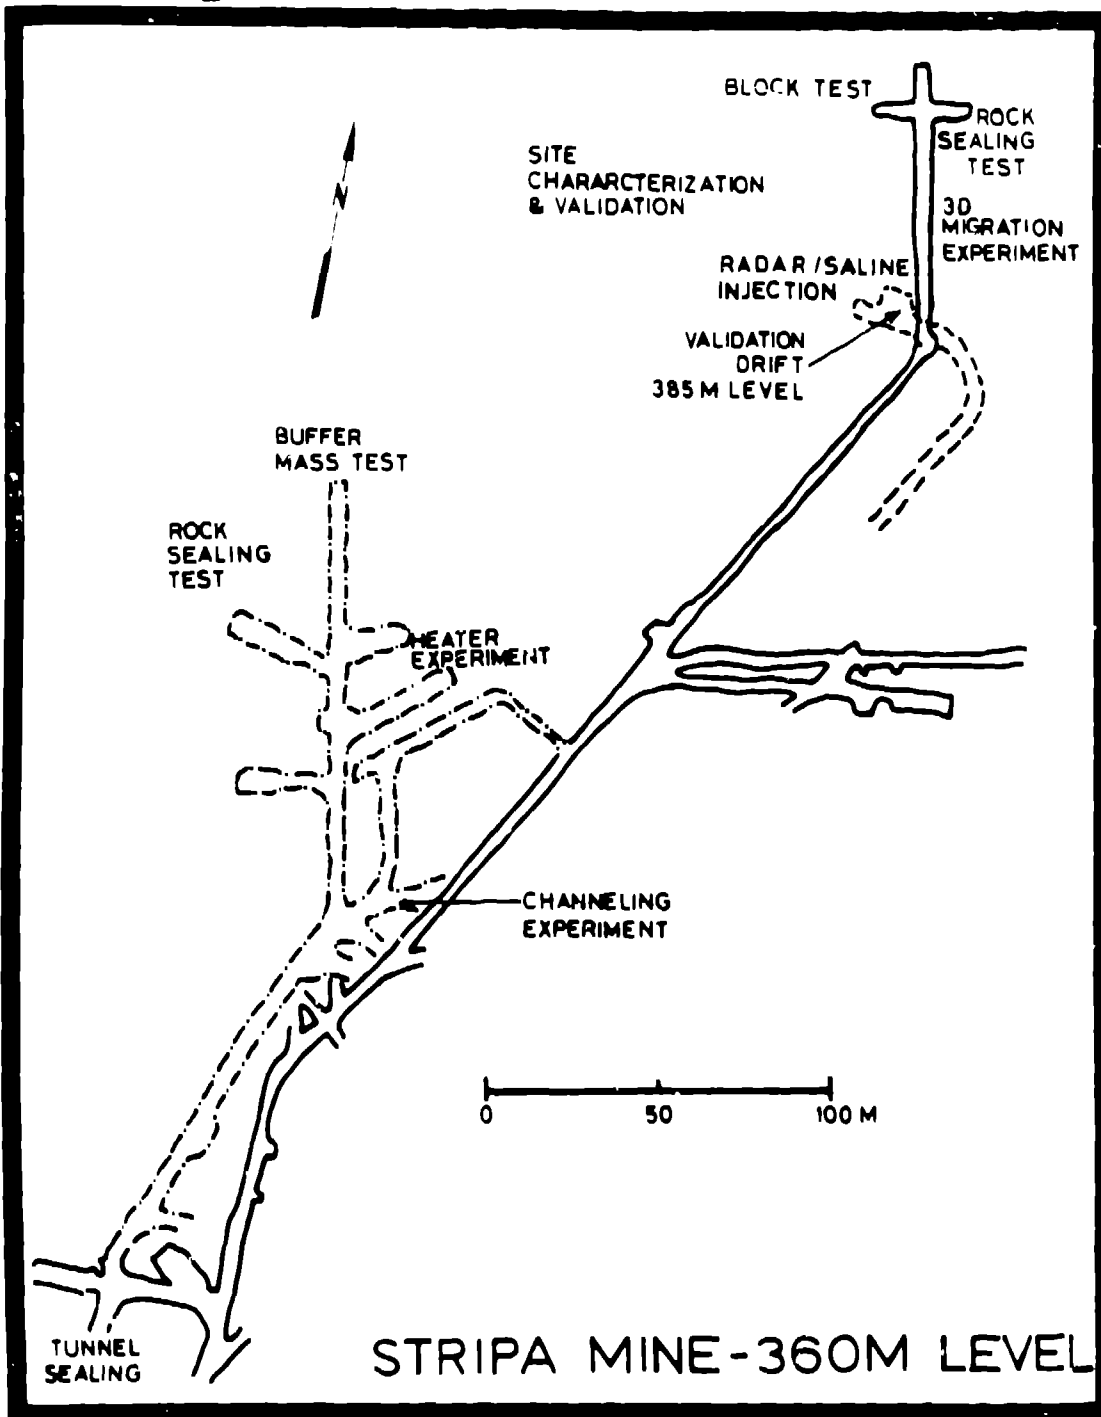 BLOCK TEST
ROCK
SEALING
TEST
SITE
CHARARCTERIZATION
& VALIDATION
3D
MIGRATION
EXPERIMENT
RADAR/SALINE
INJECTION
VALIDATION
DRIFT
385 M LEVEL
N
BUFFER
MASS TEST
ROCK
SEALING
TEST
HEATER
EXPERIMENT
CHANNELING
EXPERIMENT
0 50 100 M
TUNNEL
SEALING
STRIPA MINE-360M LEVEL